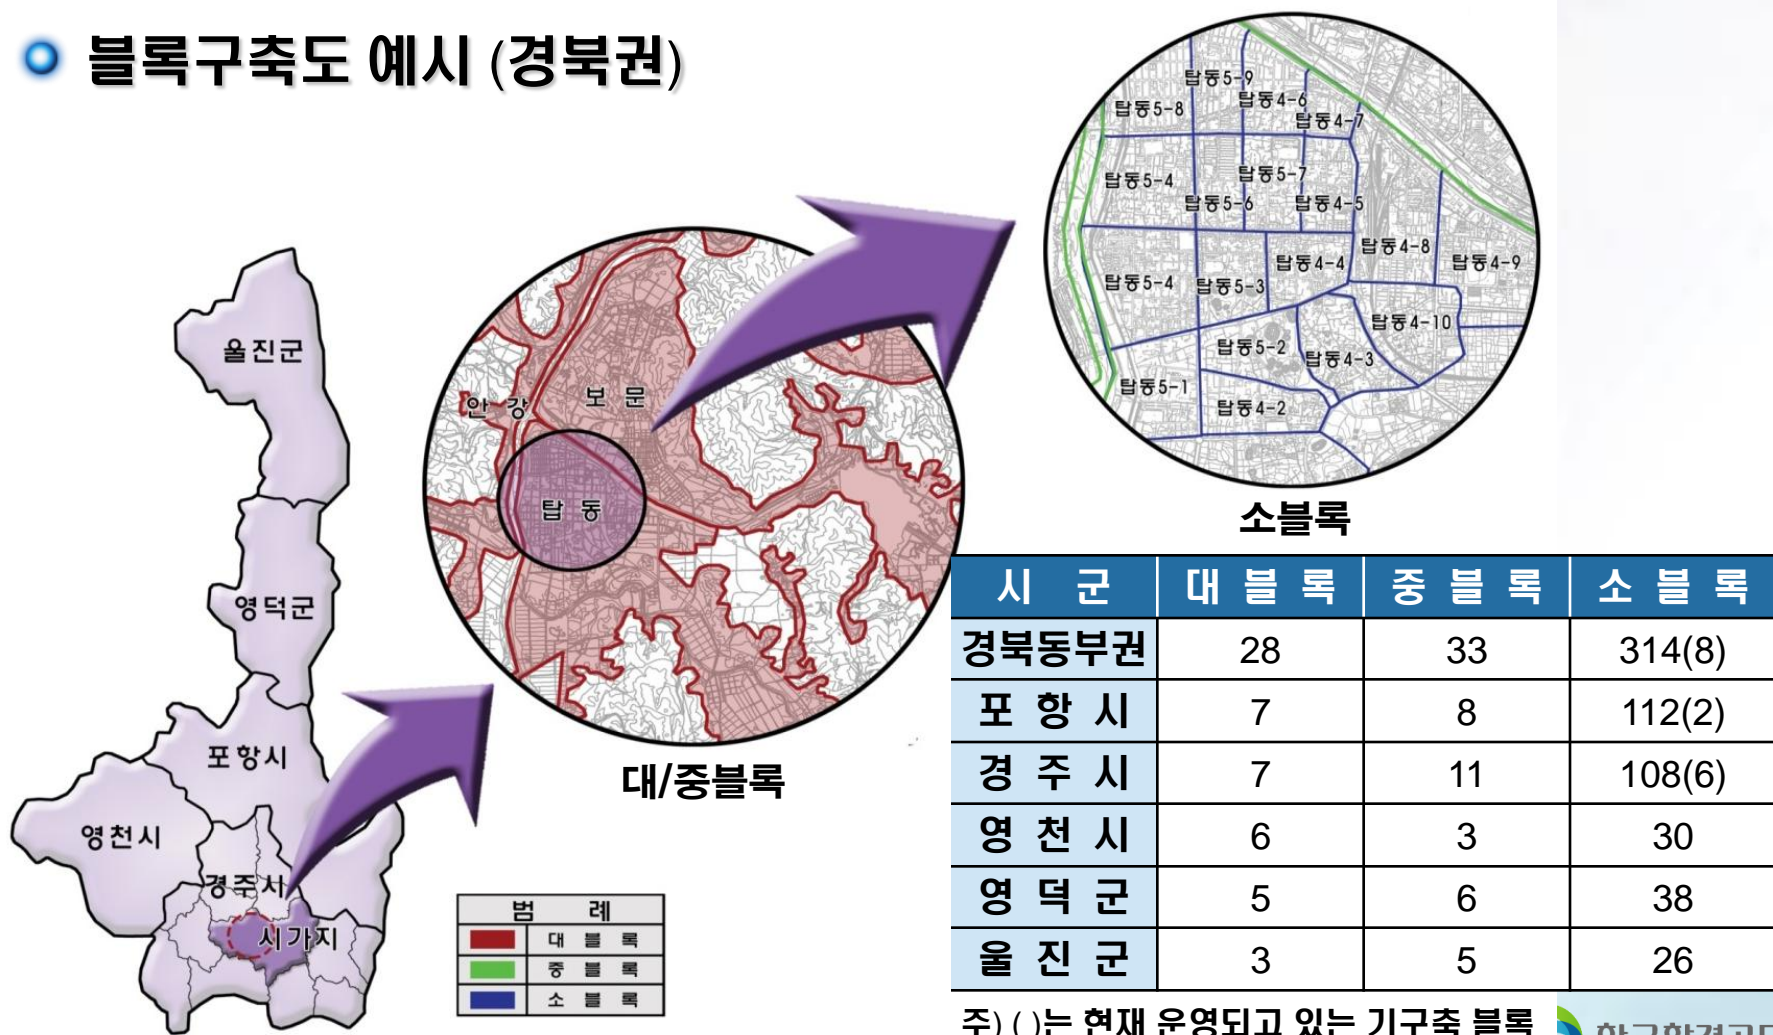 블록구축도 예시 (경북권)
탑동5-9
탑동5-8
탑동4-6
탑동4-7
탑동5-4
탑동5-7
탑동5-6
탑동4-5
탑동4-4
탑동4-8
탑동4-9
탑동5-4
탑동5-3
탑동4-10
탑동5-2
탑동4-3
탑동5-1
탑동4-2
소블록
안 강
보 문
탑 동
대/중블록
울진군
영덕군
포항시
영천시
경주시
시가지
범 례
대 블 록
중 블 록
소 블 록
시 군 대 블 록 중 블 록 소 블 록
경북동부권 28 33 314(8)
포 항 시 7 8 112(2)
경 주 시 7 11 108(6)
영 천 시 6 3 30
영 덕 군 5 6 38
울 진 군 3 5 26
주) ( )는 현재 운영되고 있는 기구축 블록